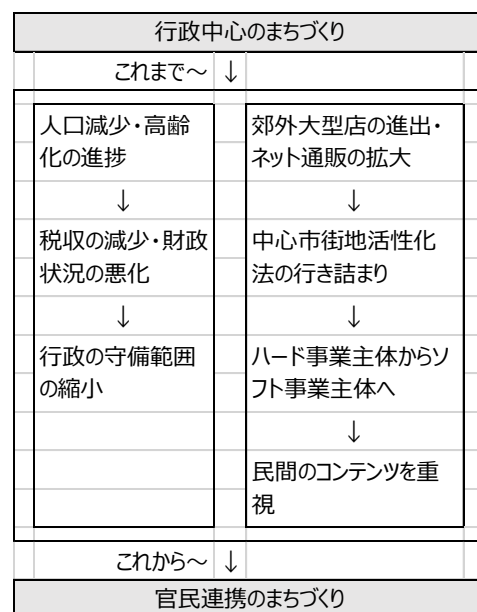 行政中心のまちづくり
これまで～ ↓
人口減少・高齢
化の進捗
↓
税収の減少・財政
状況の悪化
↓
行政の守備範囲
の縮小
郊外大型店の進出・
ネット通販の拡大
↓
中心市街地活性化
法の行き詰まり
↓
ハード事業主体からソ
フト事業主体へ
↓
民間のコンテンツを重
視
これから～ ↓
官民連携のまちづくり